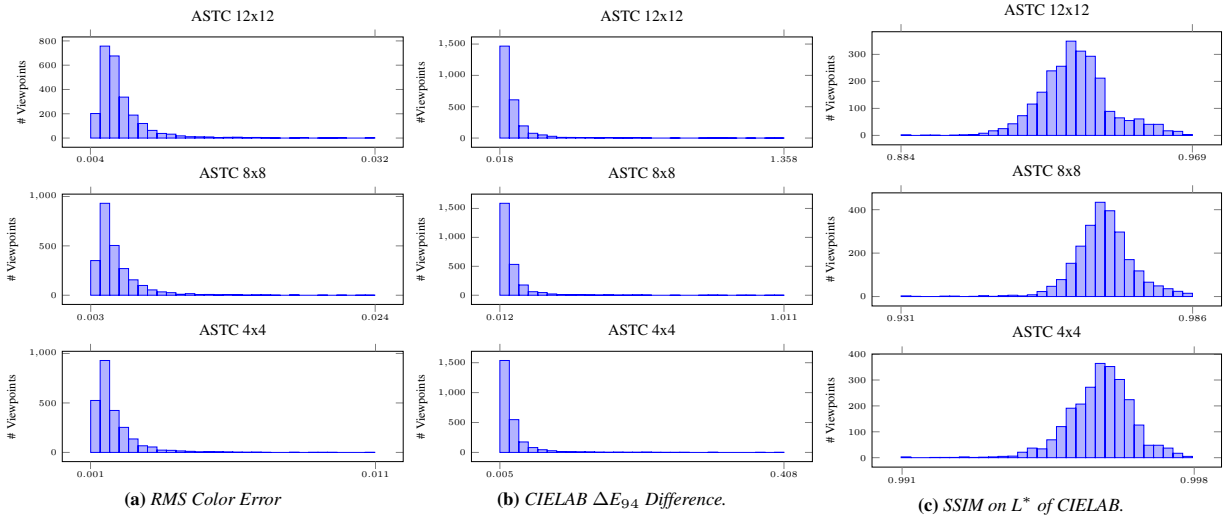 ASTC 12x12
# Viewpoints
800
600
400
200
0
0.004 0.032
ASTC 8x8
# Viewpoints
1,000
500
0
0.003 0.024
ASTC 4x4
# Viewpoints
1,000
500
0
0.001 0.011
(a) RMS Color Error
ASTC 12x12
#Viewpoints
1,500
1,000
500
0
0.018 1.358
ASTC 8x8
# Viewpoints
1,500
1,000
500
0
0.012 1.011
ASTC 4x4
# Viewpoints
1,500
1,000
500
0
0.005 0.408
(b) CIELAB ΔE94 Difference.
ASTC 12x12
# Viewpoints
300
200
100
0
0.884 0.969
ASTC 8x8
# Viewpoints
400
200
0
0.931 0.986
ASTC 4x4
# Viewpoints
400
300
200
100
0
0.991 0.998
(c) SSIM on L* of CIELAB.